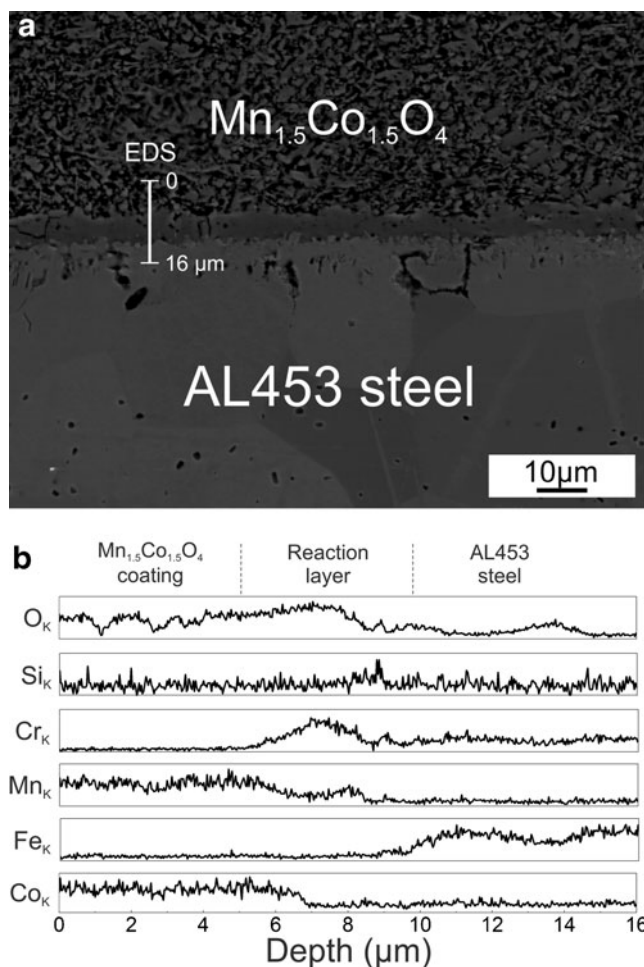 a
Mn1.5Co1.5O4
EDS
0
16 μm
AL453 steel
10μm
b
Mn1.5Co1.5O4
coating
Reaction
layer
AL453
steel
OK
SiK
CrK
MnK
FeK
CoK
0 2 4 6 8 10 12 14 16
Depth (μm)